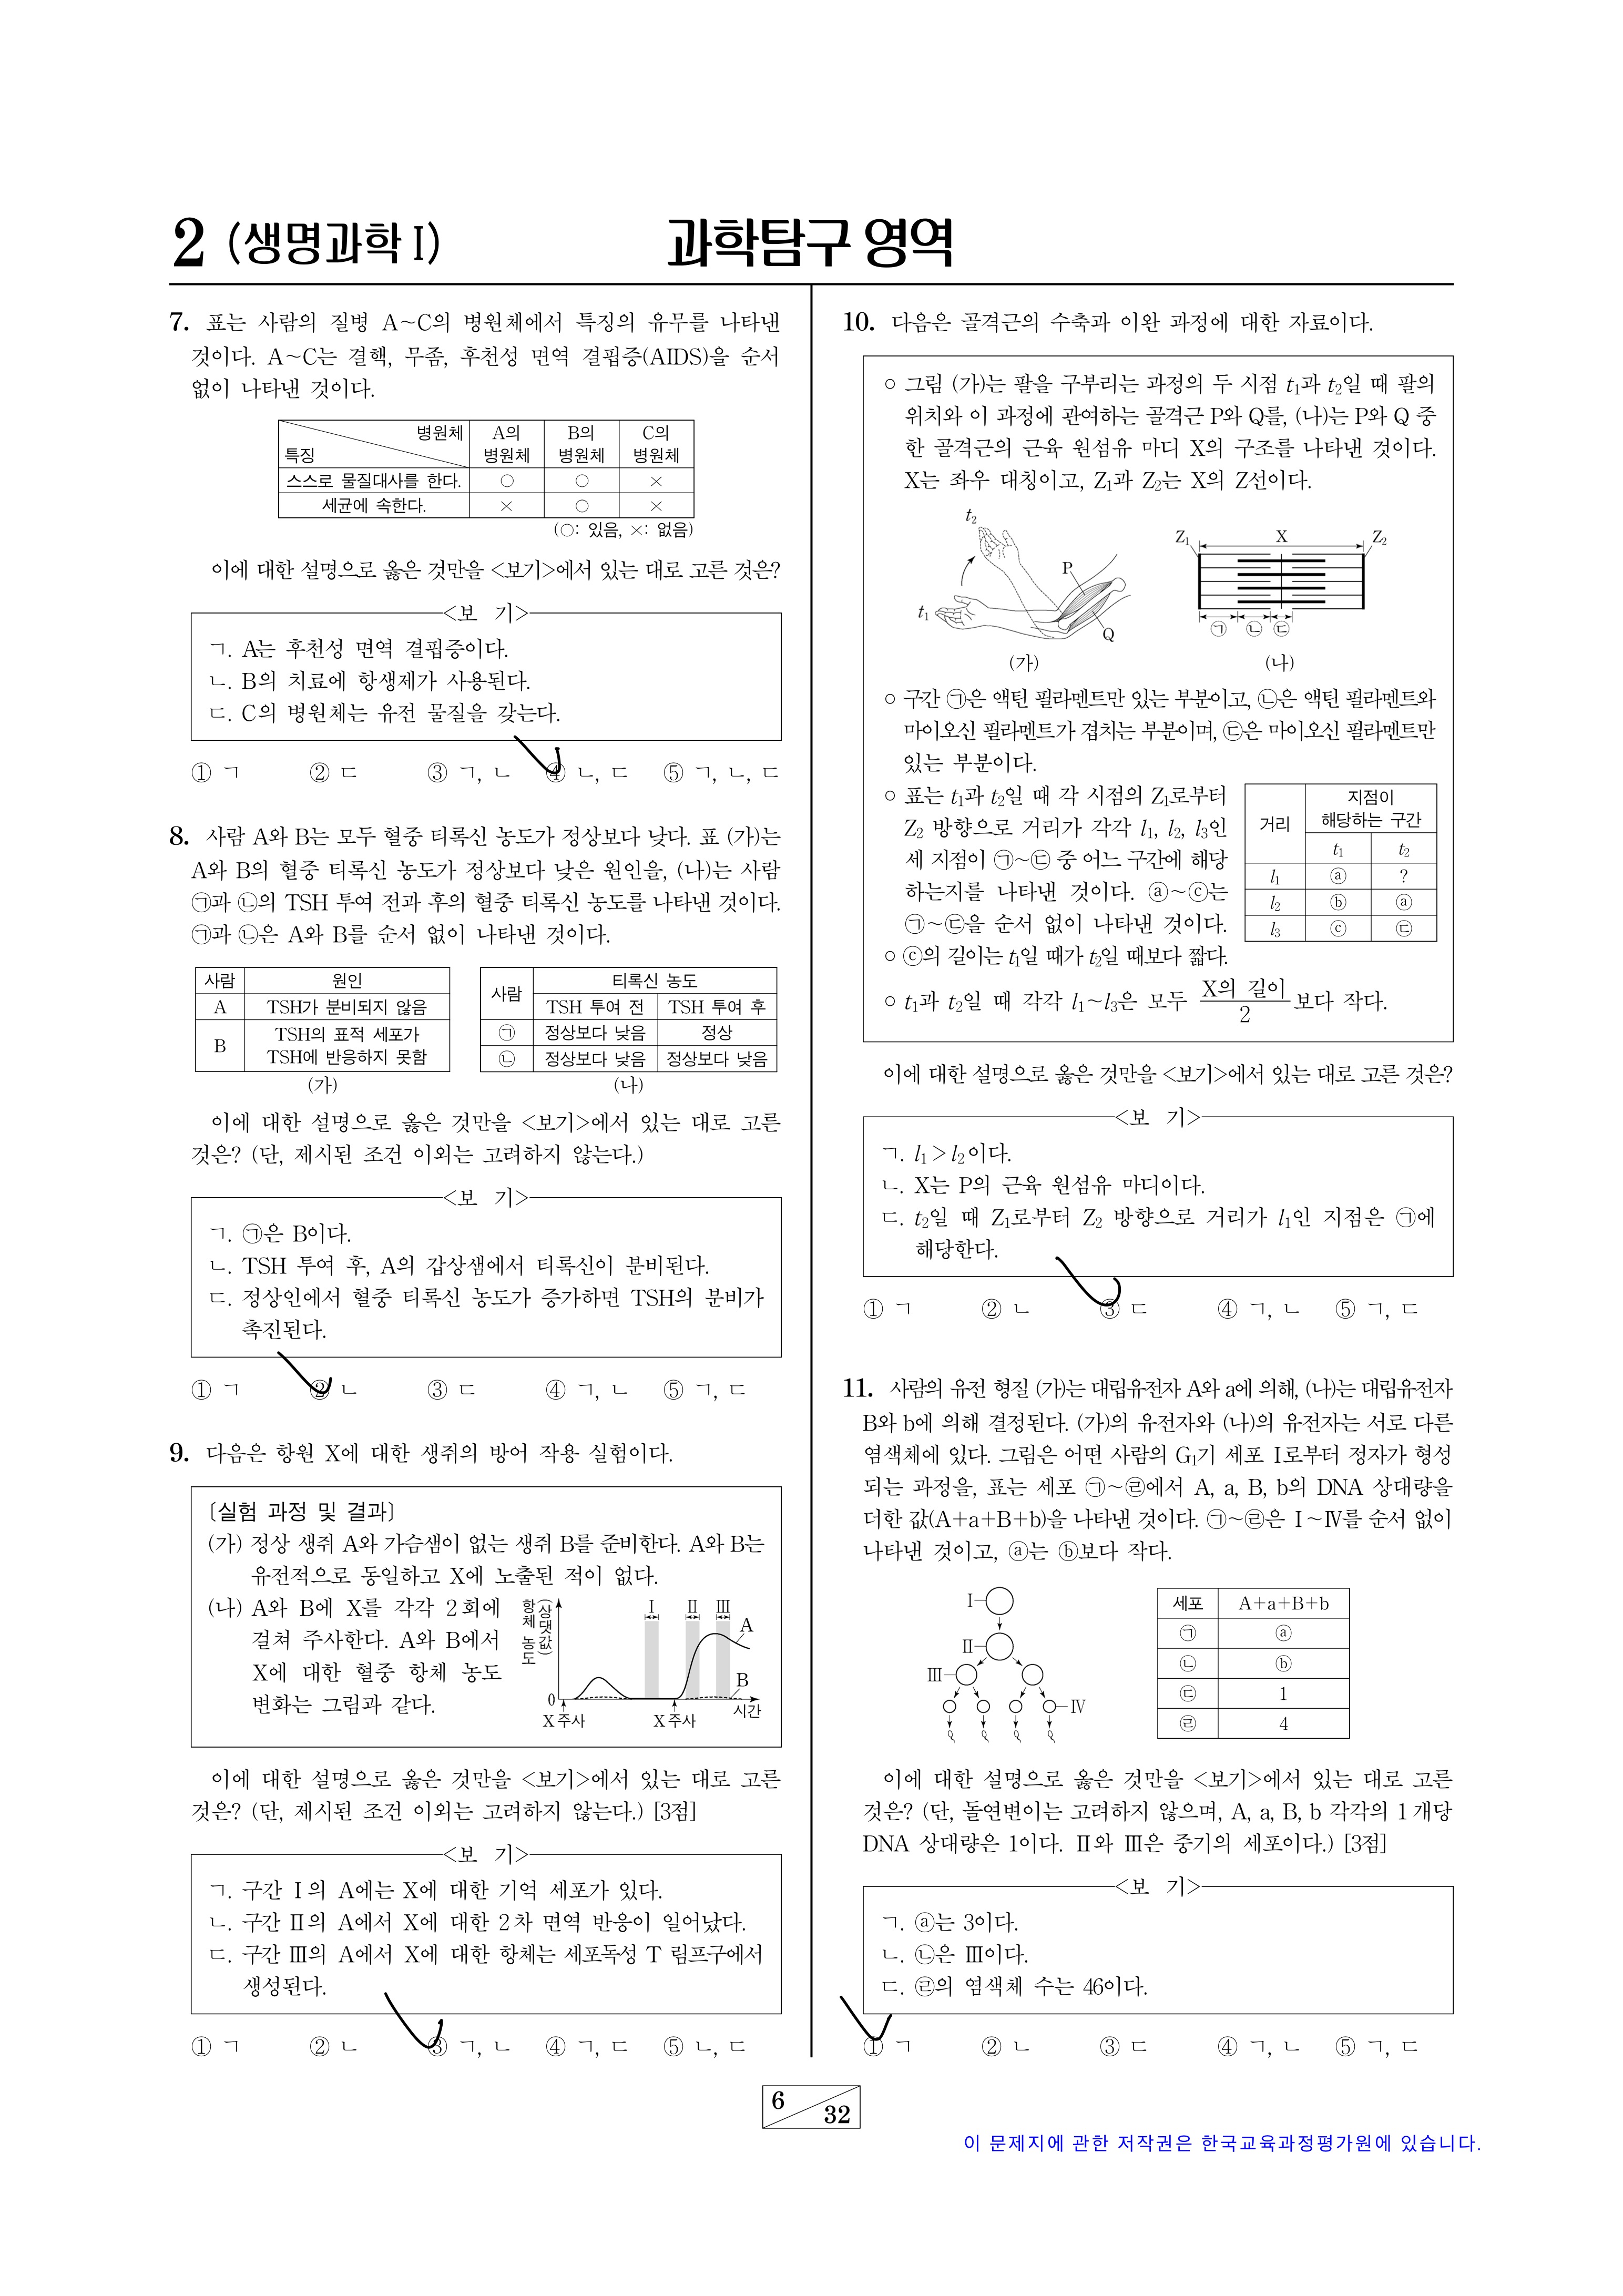 2 (생명과학 I)
과학탐구 영역
7. 표는 사람의 질병 A~C의 병원체에서 특징의 유무를 나타낸
것이다. A~C는 결핵, 무좀, 후천성 면역 결핍증(AIDS)을 순서
없이 나타낸 것이다.
병원체 A의 B의 C의
특징 병원체 병원체 병원체
스스로 물질대사를 한다. ○ ○ ×
세균에 속한다. × ○ ×
(○: 있음, ×: 없음)
이에 대한 설명으로 옳은 것만을 <보기>에서 있는 대로 고른 것은?
<보 기>
ㄱ. A는 후천성 면역 결핍증이다.
ㄴ. B의 치료에 항생제가 사용된다.
ㄷ. C의 병원체는 유전 물질을 갖는다.
① ㄱ ② ㄷ ③ ㄱ, ㄴ ④ ㄴ, ㄷ ⑤ ㄱ, ㄴ, ㄷ
8. 사람 A와 B는 모두 혈중 티록신 농도가 정상보다 낮다. 표 (가)는
A와 B의 혈중 티록신 농도가 정상보다 낮은 원인을, (나)는 사람
㉠과 ㉡의 TSH 투여 전과 후의 혈중 티록신 농도를 나타낸 것이다.
㉠과 ㉡은 A와 B를 순서 없이 나타낸 것이다.
사람 원인
A TSH가 분비되지 않음
B TSH의 표적 세포가
TSH에 반응하지 못함
(가)
사람 티록신 농도
TSH 투여 전 TSH 투여 후
㉠ 정상보다 낮음 정상
㉡ 정상보다 낮음 정상보다 낮음
(나)
이에 대한 설명으로 옳은 것만을 <보기>에서 있는 대로 고른
것은? (단, 제시된 조건 이외는 고려하지 않는다.)
<보 기>
ㄱ. ㉠은 B이다.
ㄴ. TSH 투여 후, A의 갑상샘에서 티록신이 분비된다.
ㄷ. 정상인에서 혈중 티록신 농도가 증가하면 TSH의 분비가
촉진된다.
① ㄱ ② ㄴ ③ ㄷ ④ ㄱ, ㄴ ⑤ ㄱ, ㄷ
9. 다음은 항원 X에 대한 생쥐의 방어 작용 실험이다.
〔실험 과정 및 결과〕
(가) 정상 생쥐 A와 가슴샘이 없는 생쥐 B를 준비한다. A와 B는
유전적으로 동일하고 X에 노출된 적이 없다.
(나) A와 B에 X를 각각 2회에
걸쳐 주사한다. A와 B에서
X에 대한 혈중 항체 농도
변화는 그림과 같다.
항체 농도 (상댓값)
Ⅰ Ⅱ Ⅲ
A
B
0
X 주사 X 주사 시간
이에 대한 설명으로 옳은 것만을 <보기>에서 있는 대로 고른
것은? (단, 제시된 조건 이외는 고려하지 않는다.) [3점]
<보 기>
ㄱ. 구간 Ⅰ의 A에는 X에 대한 기억 세포가 있다.
ㄴ. 구간 Ⅱ의 A에서 X에 대한 2차 면역 반응이 일어났다.
ㄷ. 구간 Ⅲ의 A에서 X에 대한 항체는 세포독성 T 림프구에서
생성된다.
① ㄱ ② ㄴ ③ ㄱ, ㄴ ④ ㄱ, ㄷ ⑤ ㄴ, ㄷ
10. 다음은 골격근의 수축과 이완 과정에 대한 자료이다.
○ 그림 (가)는 팔을 구부리는 과정의 두 시점 t₁과 t₂일 때 팔의
위치와 이 과정에 관여하는 골격근 P와 Q를, (나)는 P와 Q 중
한 골격근의 근육 원섬유 마디 X의 구조를 나타낸 것이다.
X는 좌우 대칭이고, Z₁과 Z₂는 X의 Z선이다.
t₂
P
t₁
Q
(가)
Z₁ X Z₂
㉠ ㉡ ㉢
(나)
○ 구간 ㉠은 액틴 필라멘트만 있는 부분이고, ㉡은 액틴 필라멘트와
마이오신 필라멘트가 겹치는 부분이며, ㉢은 마이오신 필라멘트만
있는 부분이다.
○ 표는 t₁과 t₂일 때 각 시점의 Z₁로부터
Z₂ 방향으로 거리가 각각 l₁, l₂, l₃인
세 지점이 ㉠~㉢ 중 어느 구간에 해당
하는지를 나타낸 것이다. ⓐ~ⓒ는
㉠~㉢을 순서 없이 나타낸 것이다.
거리 지점이
해당하는 구간
t₁ t₂
l₁ ⓐ ?
l₂ ⓑ ⓐ
l₃ ⓒ ㉢
○ ⓒ의 길이는 t₁일 때가 t₂일 때보다 짧다.
○ t₁과 t₂일 때 각각 l₁~l₃은 모두 X의 길이/2 보다 작다.
이에 대한 설명으로 옳은 것만을 <보기>에서 있는 대로 고른 것은?
<보 기>
ㄱ. l₁>l₂이다.
ㄴ. X는 P의 근육 원섬유 마디이다.
ㄷ. t₂일 때 Z₁로부터 Z₂ 방향으로 거리가 l₁인 지점은 ㉠에
해당한다.
① ㄱ ② ㄴ ③ ㄷ ④ ㄱ, ㄴ ⑤ ㄱ, ㄷ
11. 사람의 유전 형질 (가)는 대립유전자 A와 a에 의해, (나)는 대립유전자
B와 b에 의해 결정된다. (가)의 유전자와 (나)의 유전자는 서로 다른
염색체에 있다. 그림은 어떤 사람의 G₁기 세포 Ⅰ로부터 정자가 형성
되는 과정을, 표는 세포 ㉠~㉣에서 A, a, B, b의 DNA 상대량을
더한 값(A+a+B+b)을 나타낸 것이다. ㉠~㉣은 Ⅰ~Ⅳ를 순서 없이
나타낸 것이고, ⓐ는 ⓑ보다 작다.
Ⅰ
Ⅱ
Ⅲ
Ⅳ
세포 A+a+B+b
㉠ ⓐ
㉡ ⓑ
㉢ 1
㉣ 4
이에 대한 설명으로 옳은 것만을 <보기>에서 있는 대로 고른
것은? (단, 돌연변이는 고려하지 않으며, A, a, B, b 각각의 1개당
DNA 상대량은 1이다. Ⅱ와 Ⅲ은 중기의 세포이다.) [3점]
<보 기>
ㄱ. ⓐ는 3이다.
ㄴ. ㉡은 Ⅲ이다.
ㄷ. ㉣의 염색체 수는 46이다.
① ㄱ ② ㄴ ③ ㄷ ④ ㄱ, ㄴ ⑤ ㄱ, ㄷ
6
32
이 문제지에 관한 저작권은 한국교육과정평가원에 있습니다.